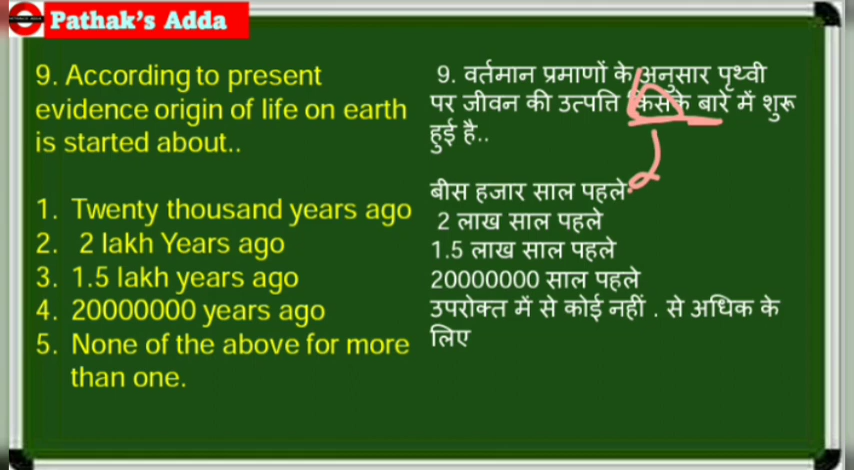 Pathak's Adda
9. According to present
evidence origin of life on earth
is started about..
1. Twenty thousand years ago
2. 2 lakh Years ago
3. 1.5 lakh years ago
4. 20000000 years ago
5. None of the above for more
than one.
9. वर्तमान प्रमाणों के अनुसार पृथ्वी
पर जीवन की उत्पत्ति किसके बारे में शुरू
हुई है..
बीस हजार साल पहले
2 लाख साल पहले
1.5 लाख साल पहले
20000000 साल पहले
उपरोक्त में से कोई नहीं . से अधिक के
लिए